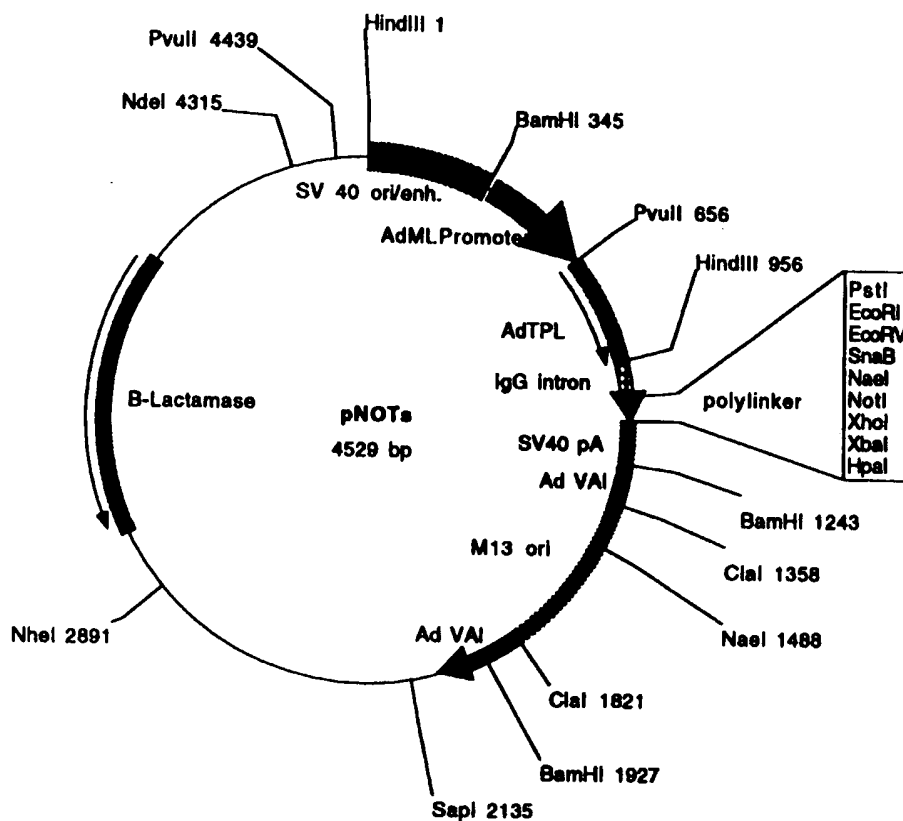 HindIII 1
PvuII 4439
NdeI 4315
BamHI 345
SV 40 ori/enh.
AdMLPromoter
PvuII 656
HindIII 956
AdTPL
IgG intron
polylinker
PstI
EcoRI
EcoRV
SnaB
NaeI
NotI
XhoI
XbaI
HpaI
B-Lactamase
pNOTs
4529 bp
SV40 pA
Ad VAI
BamHI 1243
M13 ori
ClaI 1358
NheI 2891
Ad VAI
NaeI 1488
ClaI 1821
BamHI 1927
SapI 2135